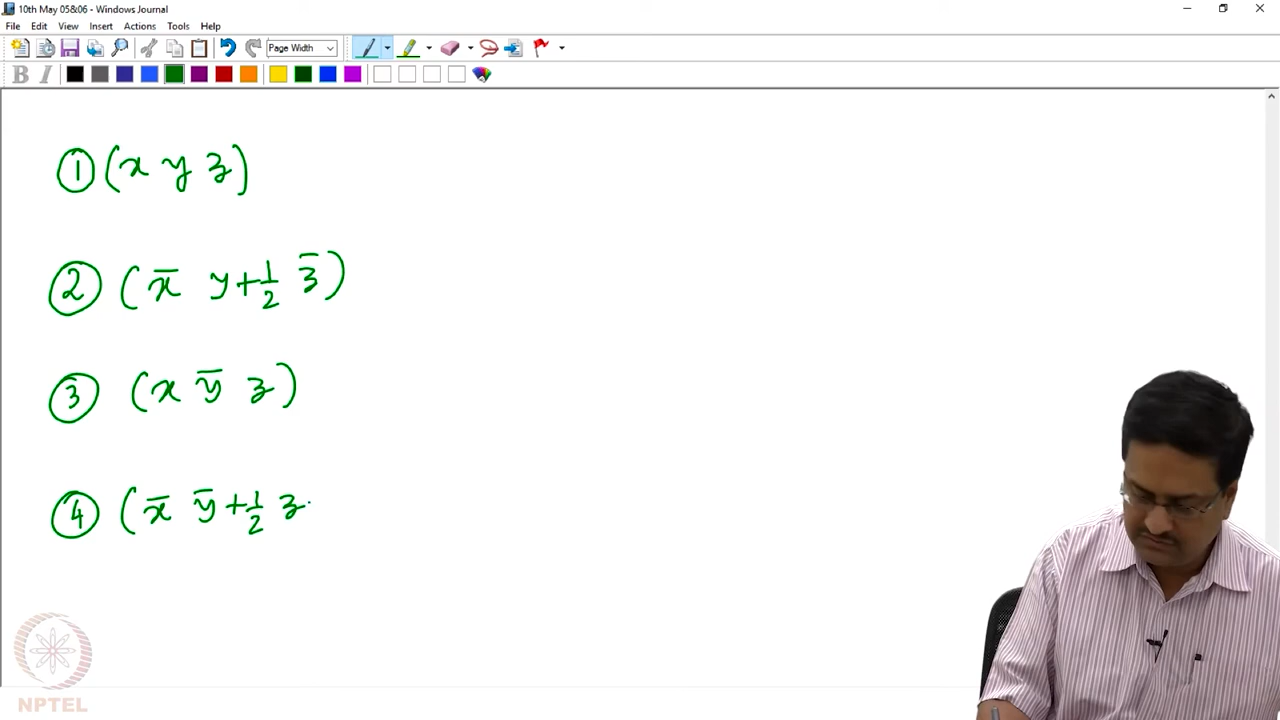 10th May 05&06 - Windows Journal
File Edit View Insert Actions Tools Help
Page Width
B I
① (x y z)
② (x̄ y+1/2 z̄)
③ (x ȳ z)
④ (x̄ ȳ+1/2 z
NPTEL